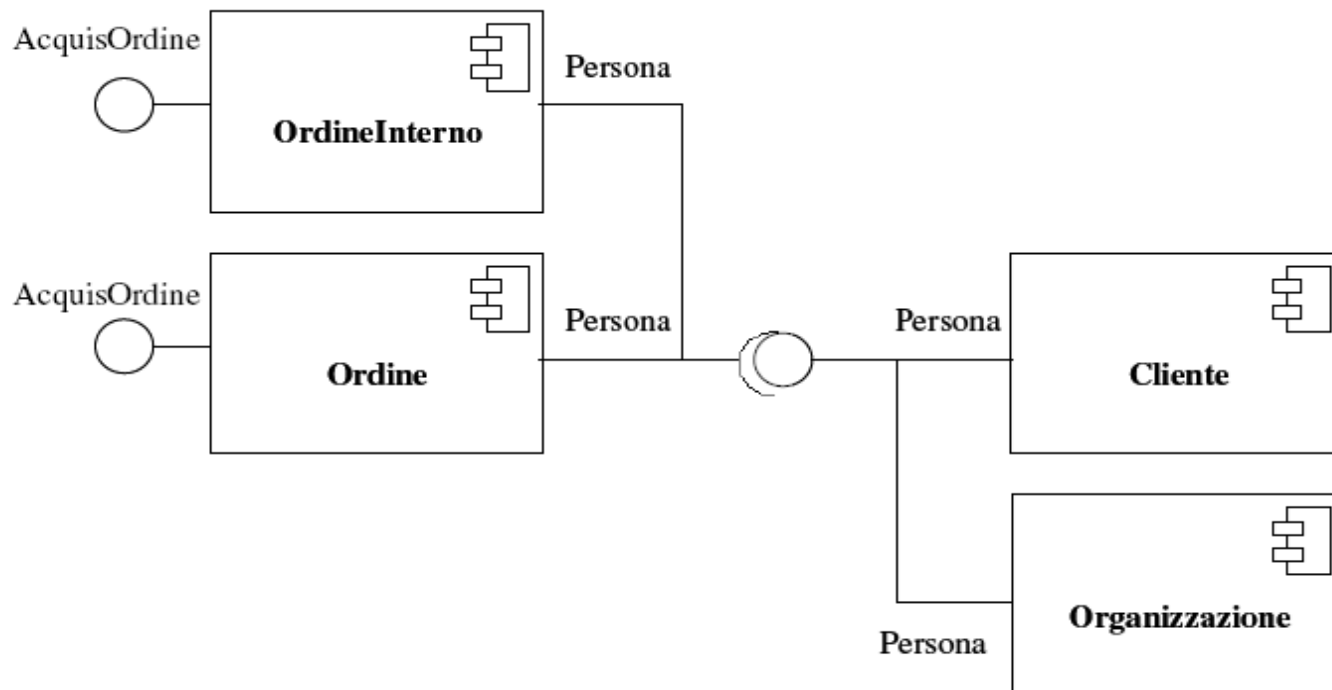 AcquisOrdine
OrdineInterno
Persona
AcquisOrdine
Ordine
Persona
Persona
Cliente
Organizzazione
Persona